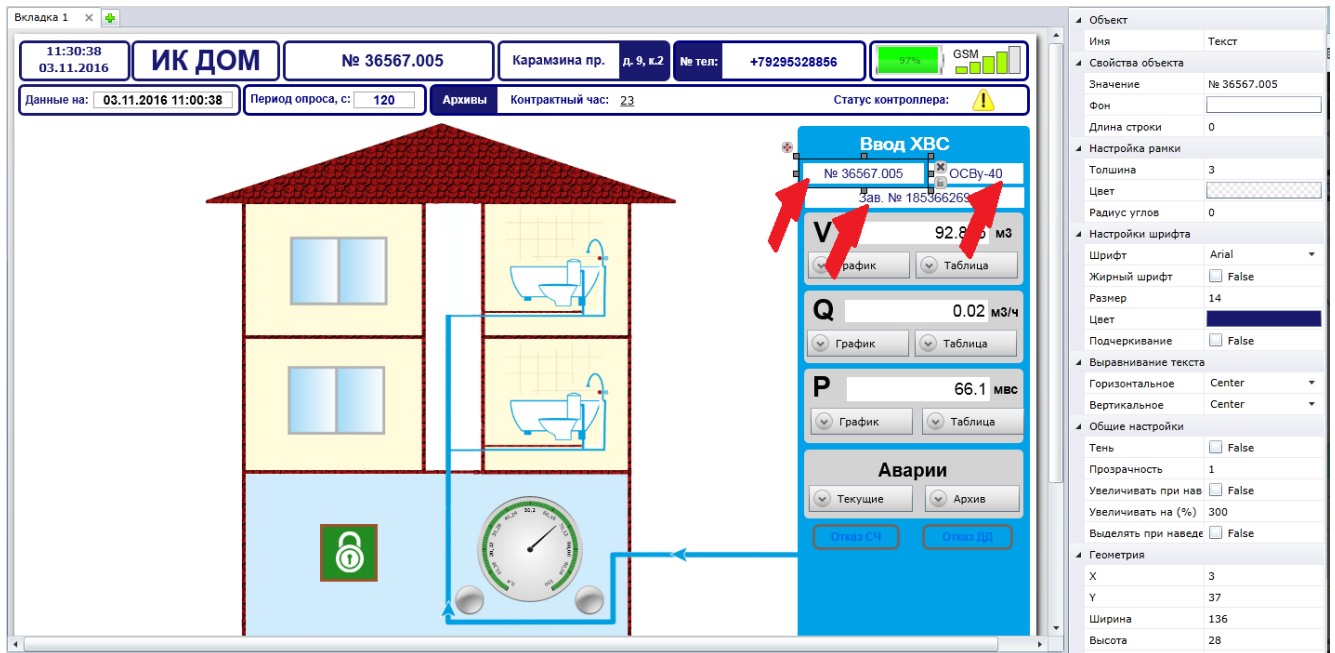 Вкладка 1
11:30:38
03.11.2016
ИК ДОМ
№ 36567.005
Карамзина пр.
д. 9, к.2
№ тел:
+79295328856
97%
GSM
Данные на:
03.11.2016 11:00:38
Период опроса, с:
120
Архивы
Контрактный час:
23
Статус контроллера:
Ввод ХВС
№ 36567.005
ОСВу-40
Зав. № 185366269
V
м3
График
Таблица
Q
0.02 м3/ч
График
Таблица
P
66.1 мвс
График
Таблица
Аварии
Текущие
Архив
Отказ СЧ
Отказ ДД
Объект
Имя
Текст
Свойства объекта
Значение
№ 36567.005
Фон
Длина строки
0
Настройка рамки
Толшина
3
Цвет
Радиус углов
0
Настройки шрифта
Шрифт
Arial
Жирный шрифт
False
Размер
14
Цвет
Подчеркивание
False
Выравнивание текста
Горизонтальное
Center
Вертикальное
Center
Общие настройки
Тень
False
Прозрачность
1
Увеличивать при нав
False
Увеличивать на (%)
300
Выделять при наведе
False
Геометрия
X
3
Y
37
Ширина
136
Высота
28